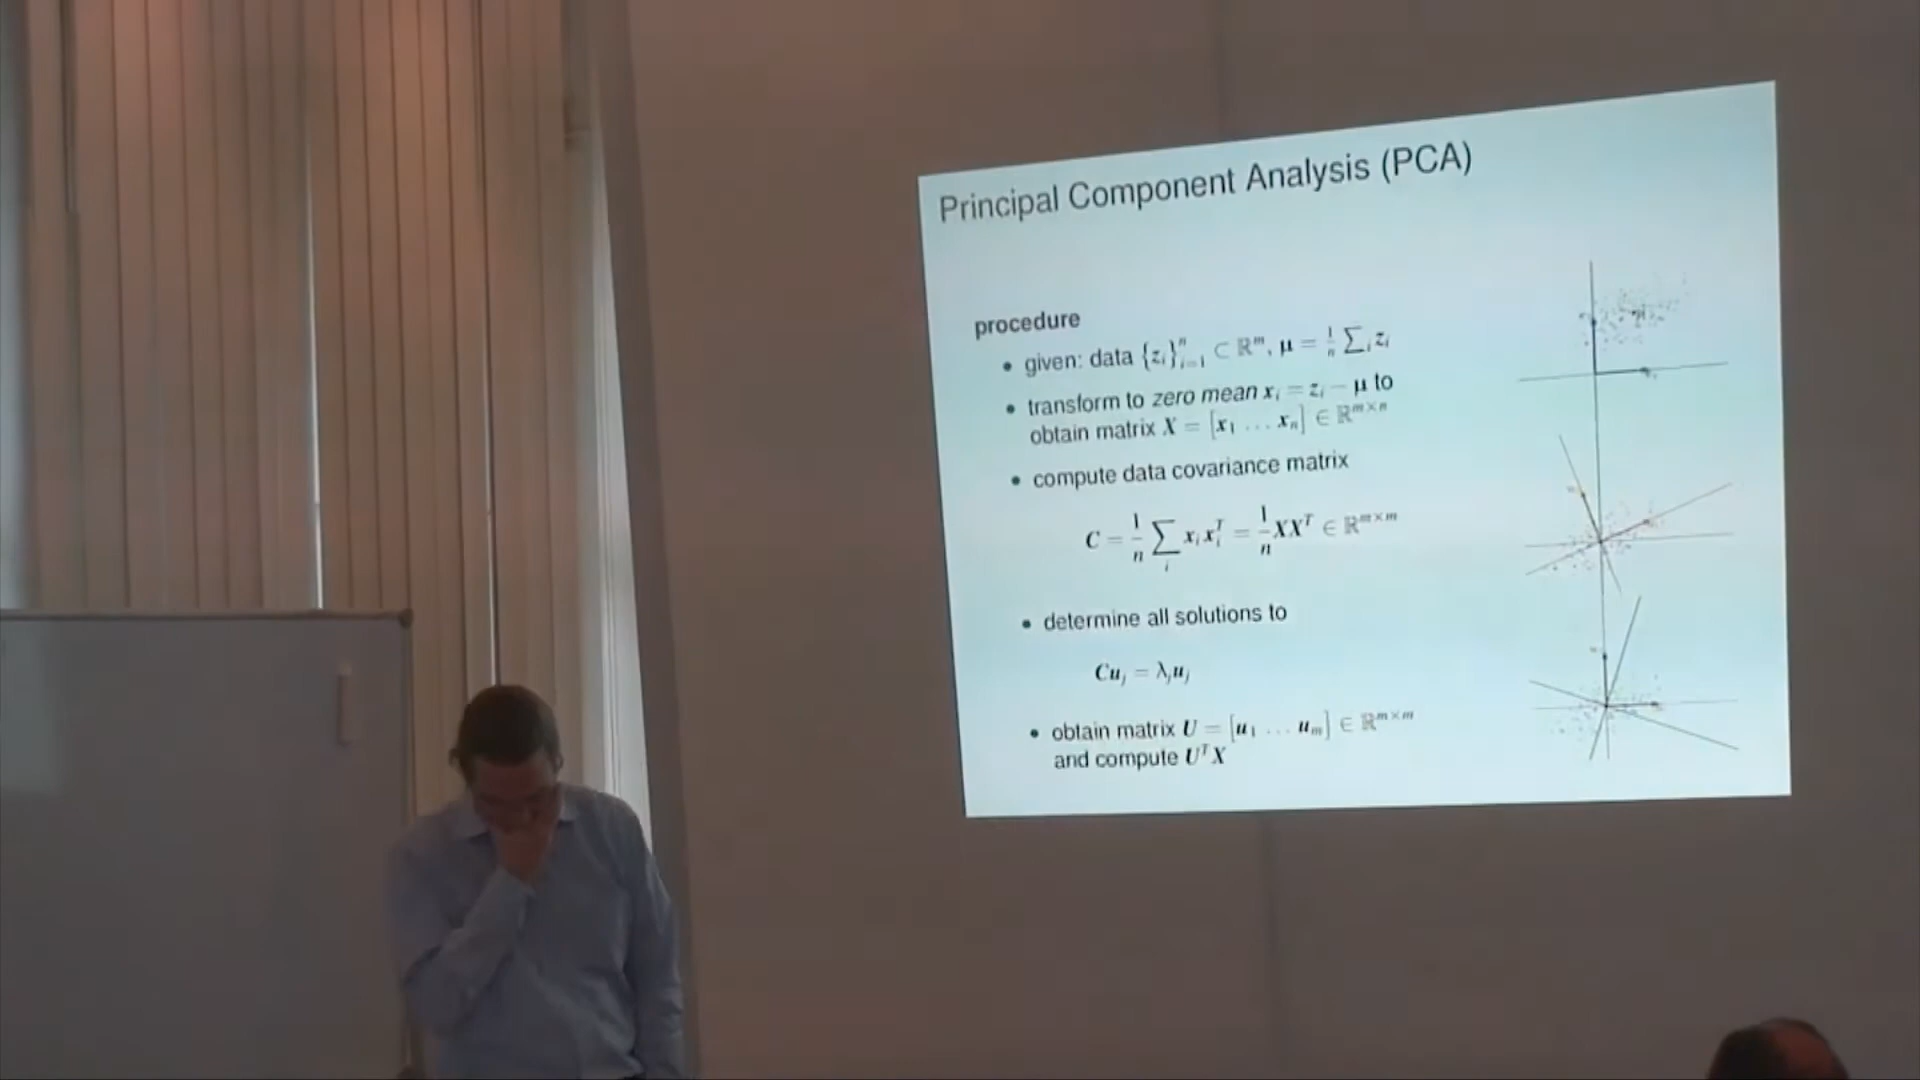 Principal Component Analysis (PCA)
procedure
• given: data {zᵢ}ⁿᵢ₌₁ ⊂ ℝᵐ, μ = 1/n ∑ᵢ zᵢ
• transform to zero mean xᵢ = zᵢ − μ to
obtain matrix X = [x₁ … xₙ] ∈ ℝᵐˣⁿ
• compute data covariance matrix
C = 1/n ∑ᵢ xᵢxᵢᵀ = 1/n XXᵀ ∈ ℝᵐˣᵐ
• determine all solutions to
Cuⱼ = λⱼuⱼ
• obtain matrix U = [u₁ … uₘ] ∈ ℝᵐˣᵐ
and compute UᵀX